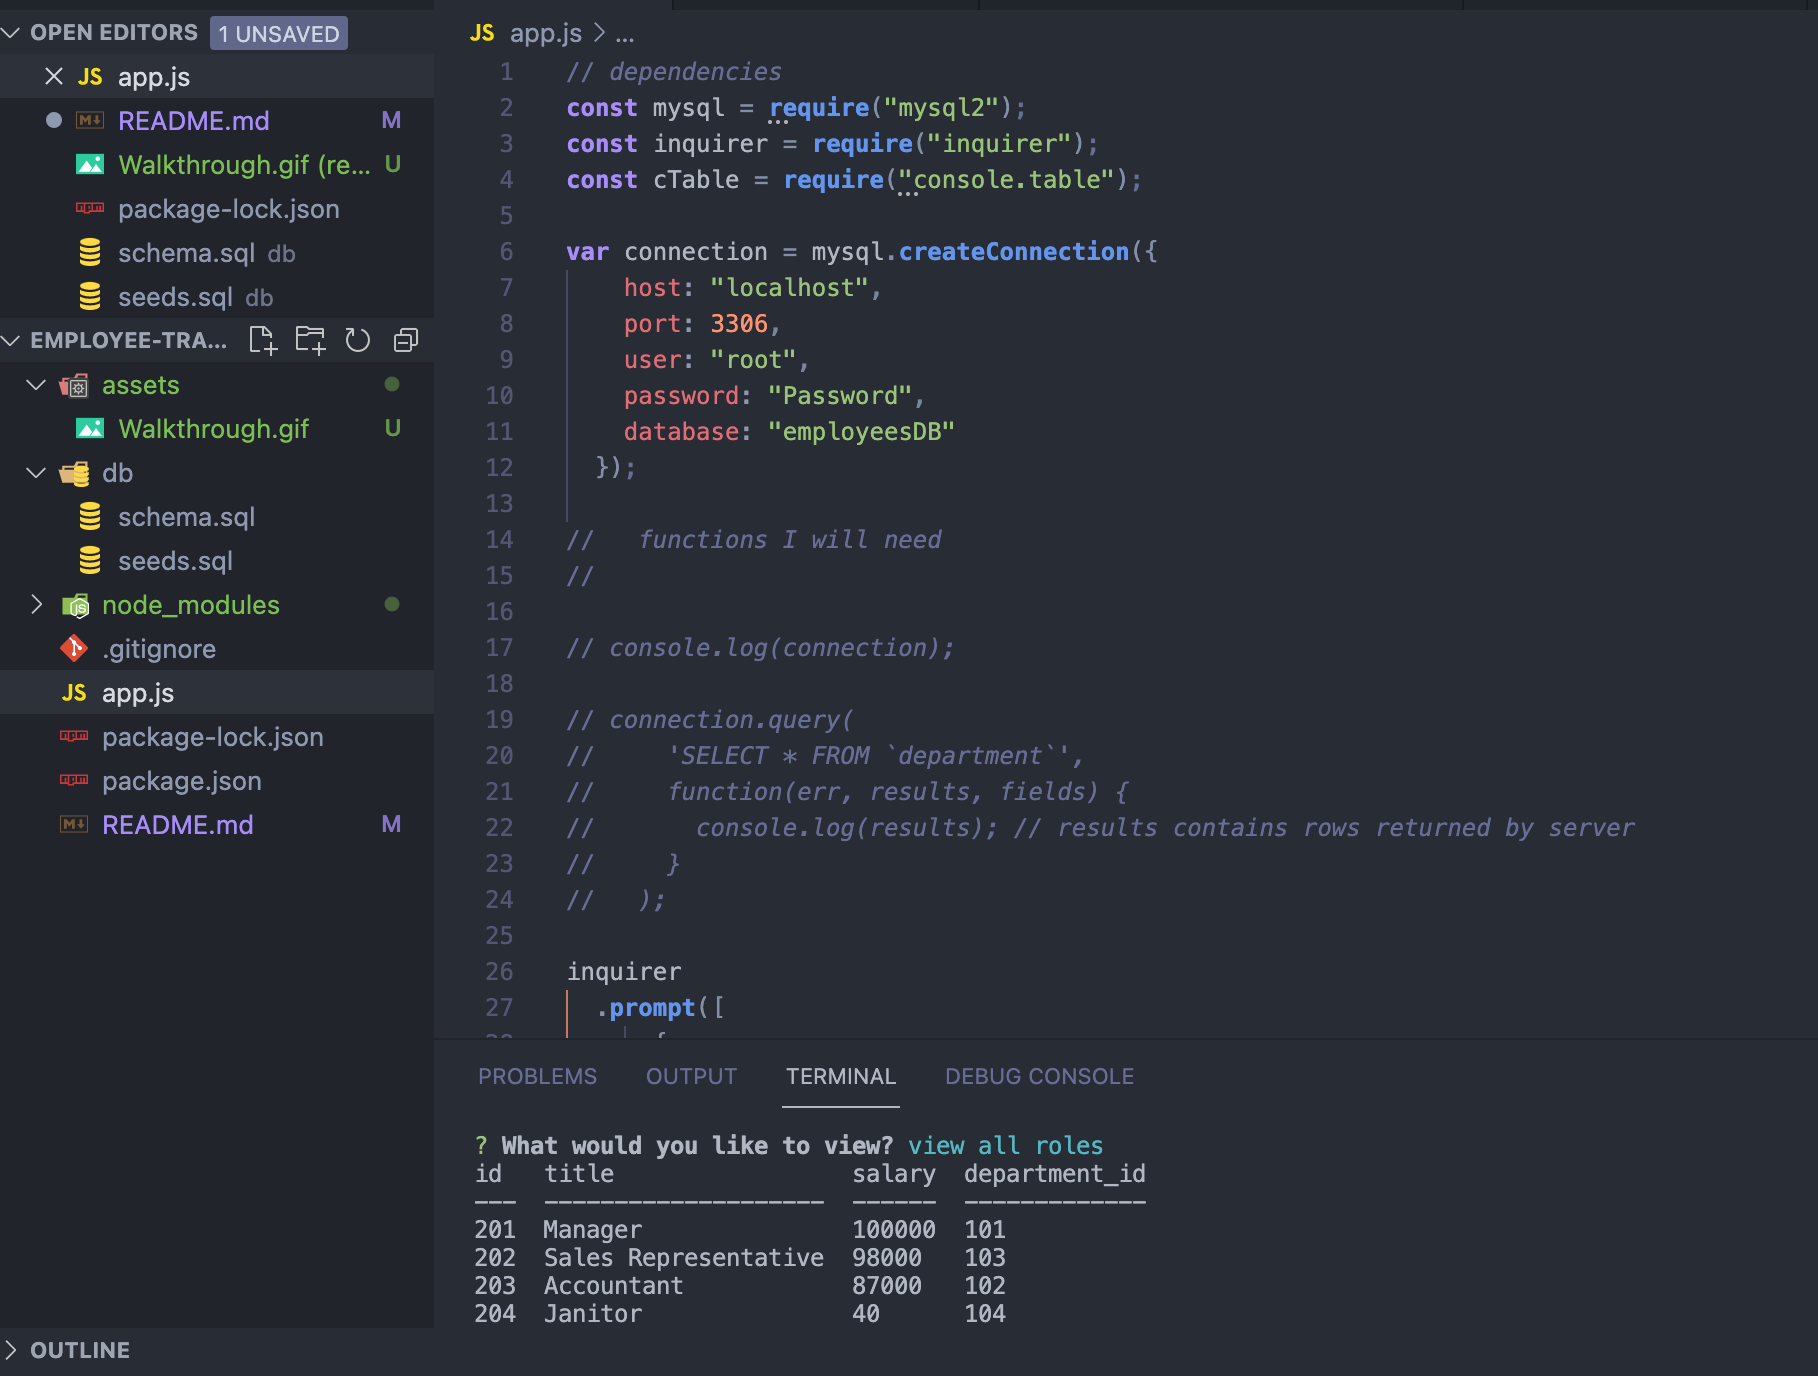 OPEN EDITORS 1 UNSAVED
JS app.js
README.md M
Walkthrough.gif (re... U
package-lock.json
schema.sql db
seeds.sql db
EMPLOYEE-TRA...
assets
Walkthrough.gif U
db
schema.sql
seeds.sql
node_modules
.gitignore
JS app.js
package-lock.json
package.json
README.md M
OUTLINE
JS app.js > ...
1 // dependencies
2 const mysql = require("mysql2");
3 const inquirer = require("inquirer");
4 const cTable = require("console.table");
5
6 var connection = mysql.createConnection({
7 host: "localhost",
8 port: 3306,
9 user: "root",
10 password: "Password",
11 database: "employeesDB"
12 });
13
14 // functions I will need
15 //
16
17 // console.log(connection);
18
19 // connection.query(
20 // 'SELECT * FROM `department`',
21 // function(err, results, fields) {
22 // console.log(results); // results contains rows returned by server
23 // }
24 // );
25
26 inquirer
27 .prompt([
PROBLEMS OUTPUT TERMINAL DEBUG CONSOLE
? What would you like to view? view all roles
id title salary department_id
--- -------------------- ------ -------------
201 Manager 100000 101
202 Sales Representative 98000 103
203 Accountant 87000 102
204 Janitor 40 104